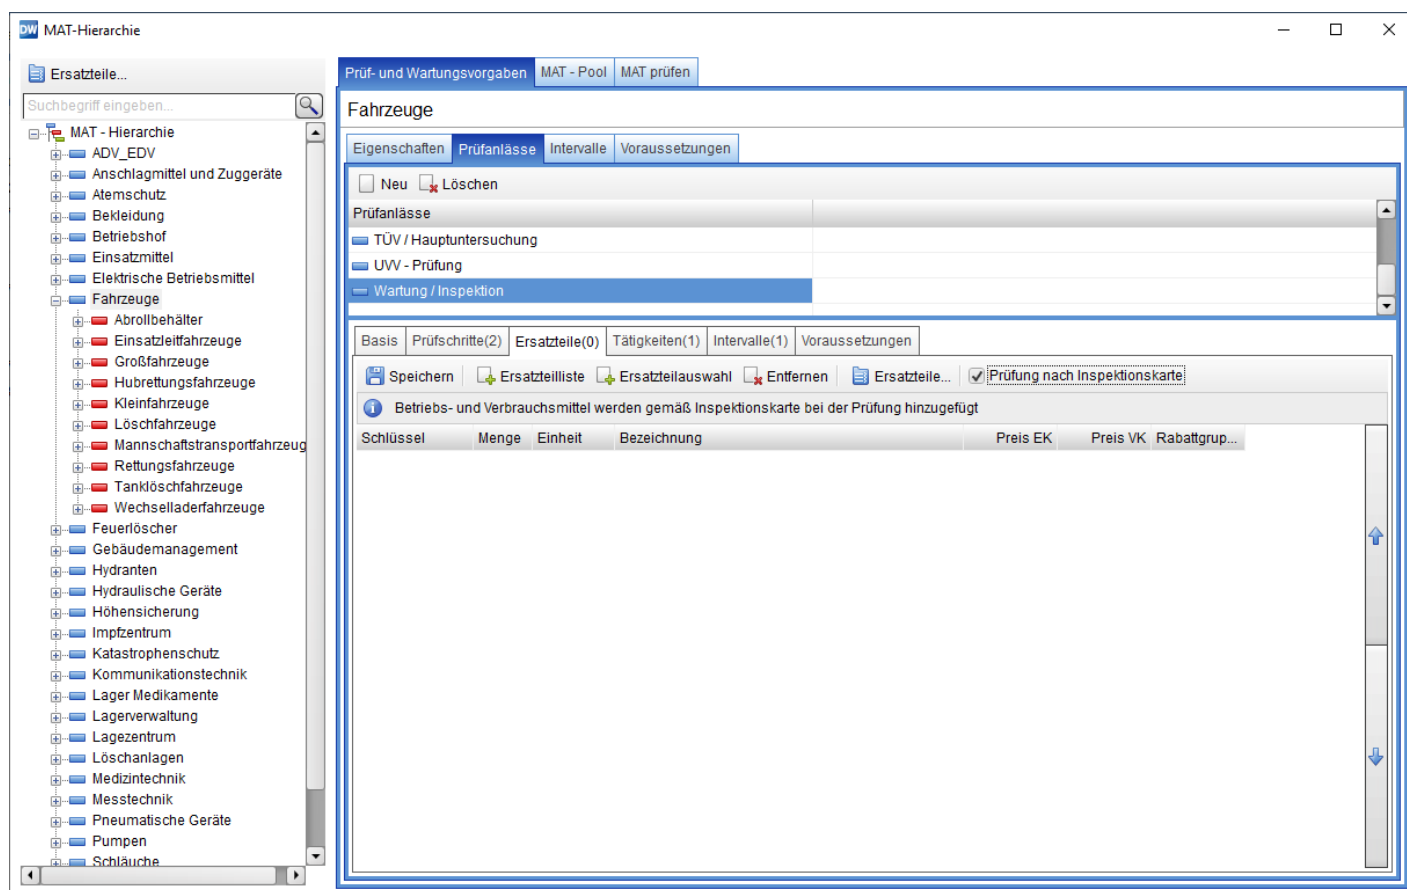 DW MAT-Hierarchie
Ersatzteile...
Suchbegriff eingeben...
MAT - Hierarchie
ADV_EDV
Anschlagmittel und Zuggeräte
Atemschutz
Bekleidung
Betriebshof
Einsatzmittel
Elektrische Betriebsmittel
Fahrzeuge
Abrollbehälter
Einsatzleitfahrzeuge
Großfahrzeuge
Hubrettungsfahrzeuge
Kleinfahrzeuge
Löschfahrzeuge
Mannschaftstransportfahrzeug
Rettungsfahrzeuge
Tanklöschfahrzeuge
Wechselladerfahrzeuge
Feuerlöscher
Gebäudemanagement
Hydranten
Hydraulische Geräte
Höhensicherung
Impfzentrum
Katastrophenschutz
Kommunikationstechnik
Lager Medikamente
Lagerverwaltung
Lagezentrum
Löschanlagen
Medizintechnik
Messtechnik
Pneumatische Geräte
Pumpen
Schläuche
Prüf- und Wartungsvorgaben MAT - Pool MAT prüfen
Fahrzeuge
Eigenschaften Prüfanlässe Intervalle Voraussetzungen
Neu Löschen
Prüfanlässe
TÜV / Hauptuntersuchung
UVV - Prüfung
Wartung / Inspektion
Basis Prüfschritte(2) Ersatzteile(0) Tätigkeiten(1) Intervalle(1) Voraussetzungen
Speichern Ersatzteilliste Ersatzteilauswahl Entfernen Ersatzteile... Prüfung nach Inspektionskarte
Betriebs- und Verbrauchsmittel werden gemäß Inspektionskarte bei der Prüfung hinzugefügt
Schlüssel Menge Einheit Bezeichnung Preis EK Preis VK Rabattgrup...